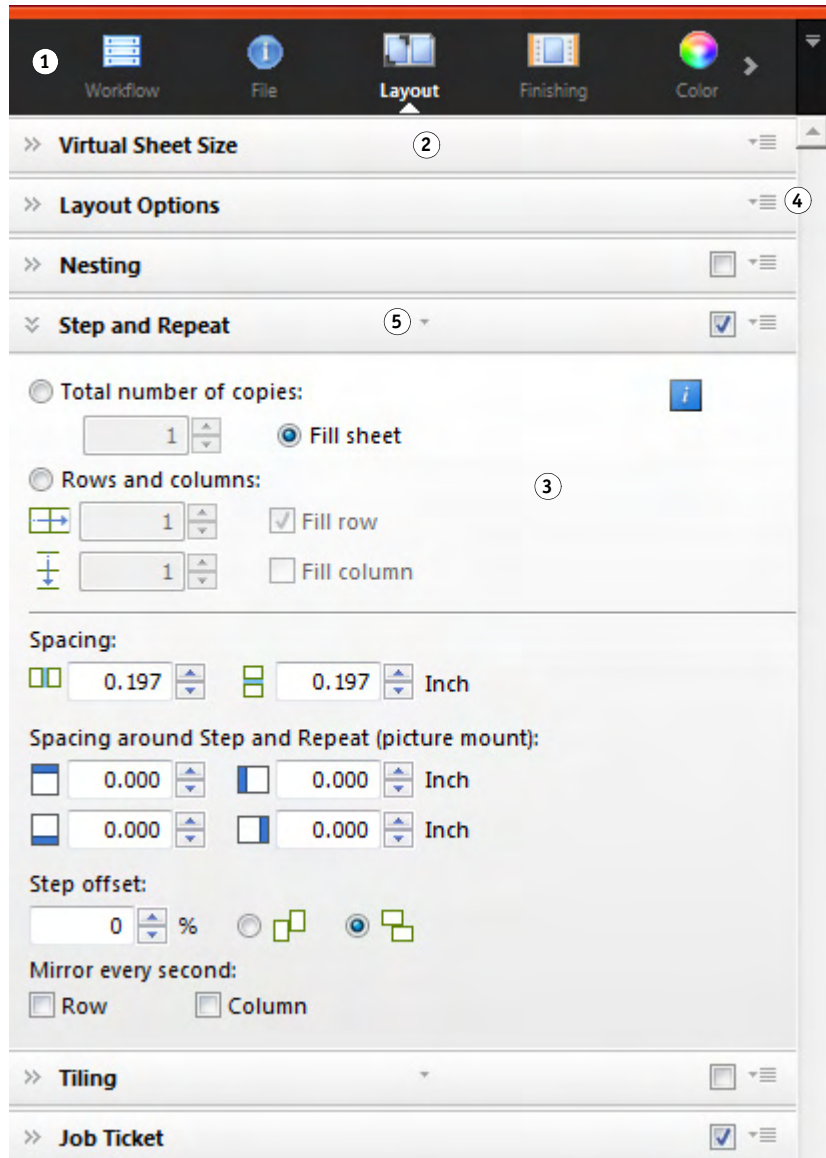 1
Workflow File Layout Finishing Color
Virtual Sheet Size 2
Layout Options 4
Nesting
Step and Repeat 5
Total number of copies: i
1 Fill sheet
Rows and columns: 3
1 Fill row
1 Fill column
Spacing:
0.197 0.197 Inch
Spacing around Step and Repeat (picture mount):
0.000 0.000 Inch
0.000 0.000 Inch
Step offset:
0 %
Mirror every second:
Row Column
Tiling
Job Ticket